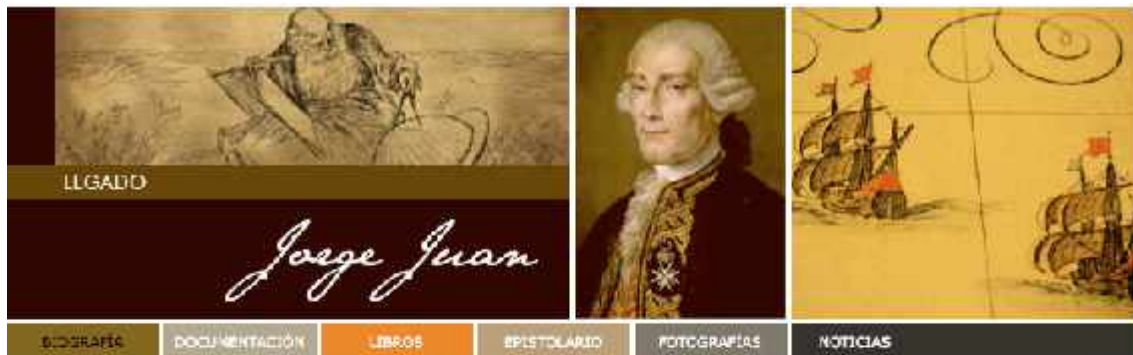 LEGADO
Jorge Juan
BIOGRAFÍA
DOCUMENTACIÓN
LIBROS
EPISTOLARIO
FOTOGRAFÍAS
NOTICIAS